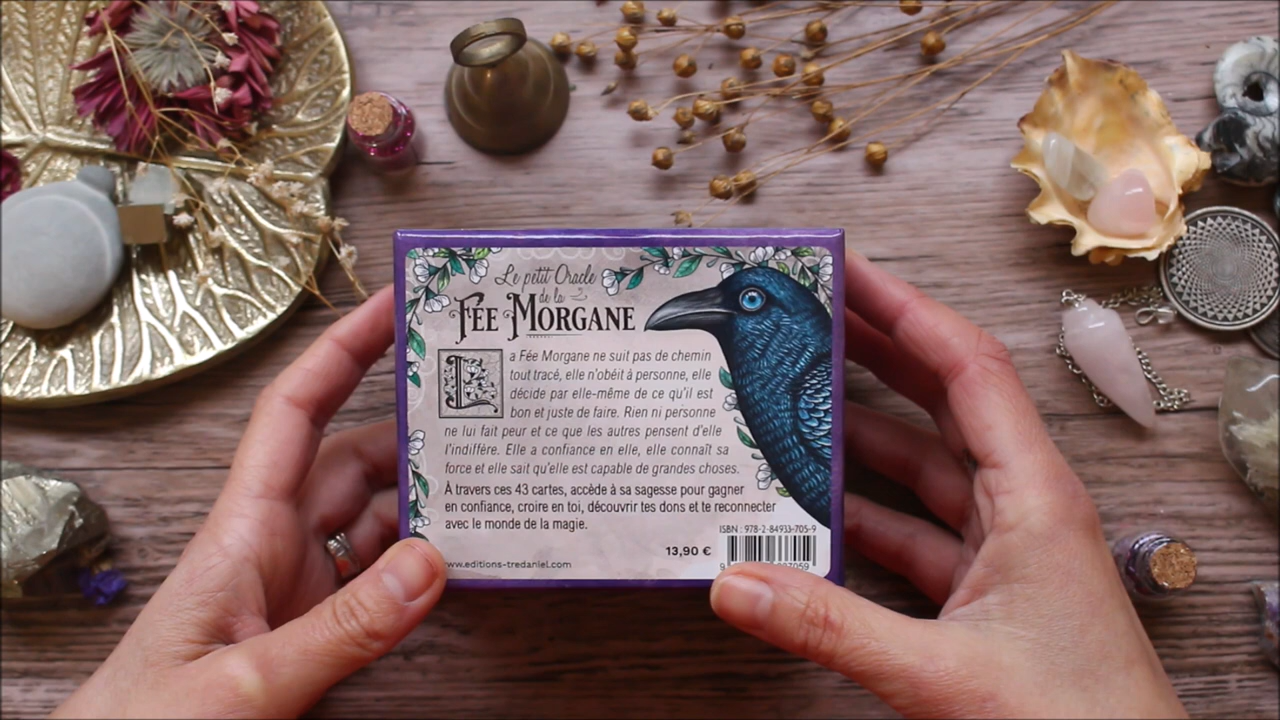 Le petit Oracle
de la
FÉE MORGANE
La Fée Morgane ne suit pas de chemin
tout tracé, elle n'obéit à personne, elle
décide par elle-même de ce qu'il est
bon et juste de faire. Rien ni personne
ne lui fait peur et ce que les autres pensent d'elle
l'indiffère. Elle a confiance en elle, elle connaît sa
force et elle sait qu'elle est capable de grandes choses.
À travers ces 43 cartes, accède à sa sagesse pour gagner
en confiance, croire en toi, découvrir tes dons et te reconnecter
avec le monde de la magie.
ISBN : 978-2-84933-705-9
13,90 €
www.editions-tredaniel.com